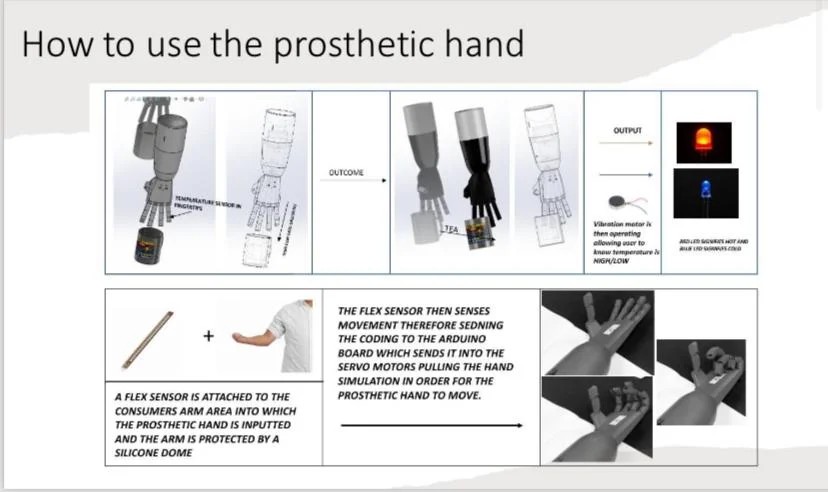 How to use the prosthetic hand
TEMPERATURE SENSOR IN
FINGERTIPS
OUTCOME
TEA
OUTPUT
Vibration motor is
then operating
allowing user to
know temperature is
HIGH/LOW
RED LED SIGNIFIES HOT AND
BLUE LED SIGNIFIES COLD
+
A FLEX SENSOR IS ATTACHED TO THE
CONSUMERS ARM AREA INTO WHICH
THE PROSTHETIC HAND IS INPUTTED
AND THE ARM IS PROTECTED BY A
SILICONE DOME
THE FLEX SENSOR THEN SENSES
MOVEMENT THEREFORE SEDNING
THE CODING TO THE ARDUINO
BOARD WHICH SENDS IT INTO THE
SERVO MOTORS PULLING THE HAND
SIMULATION IN ORDER FOR THE
PROSTHETIC HAND TO MOVE.